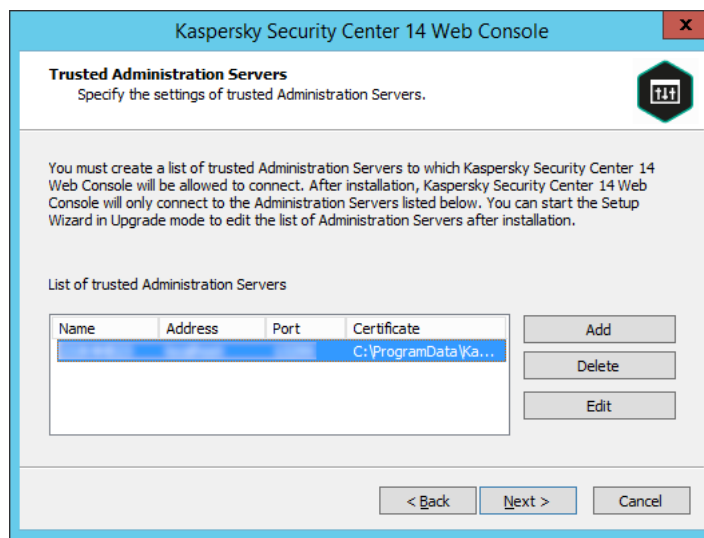 Kaspersky Security Center 14 Web Console
x
Trusted Administration Servers
Specify the settings of trusted Administration Servers.
You must create a list of trusted Administration Servers to which Kaspersky Security Center 14
Web Console will be allowed to connect. After installation, Kaspersky Security Center 14 Web
Console will only connect to the Administration Servers listed below. You can start the Setup
Wizard in Upgrade mode to edit the list of Administration Servers after installation.
List of trusted Administration Servers
Name Address Port Certificate
C:\ProgramData\Ka...
Add
Delete
Edit
< Back Next > Cancel